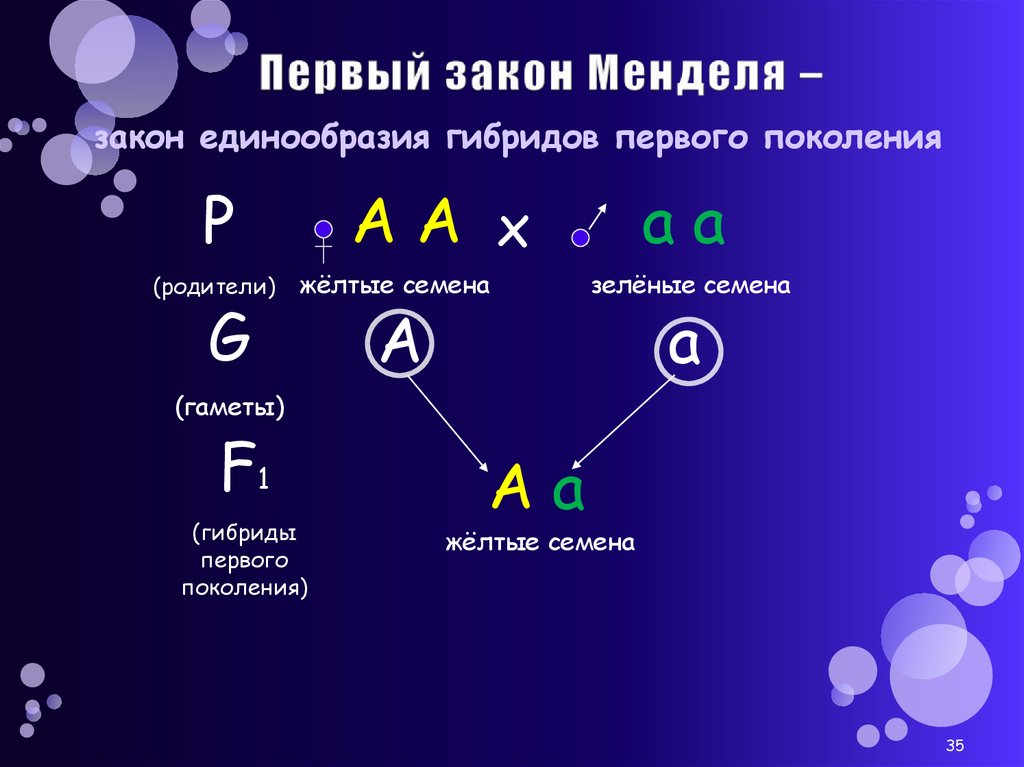 Первый закон Менделя –
закон единообразия гибридов первого поколения
P А А х а а
(родители) жёлтые семена зелёные семена
G А а
(гаметы)
F1 А а
(гибриды
первого
поколения)
жёлтые семена
35